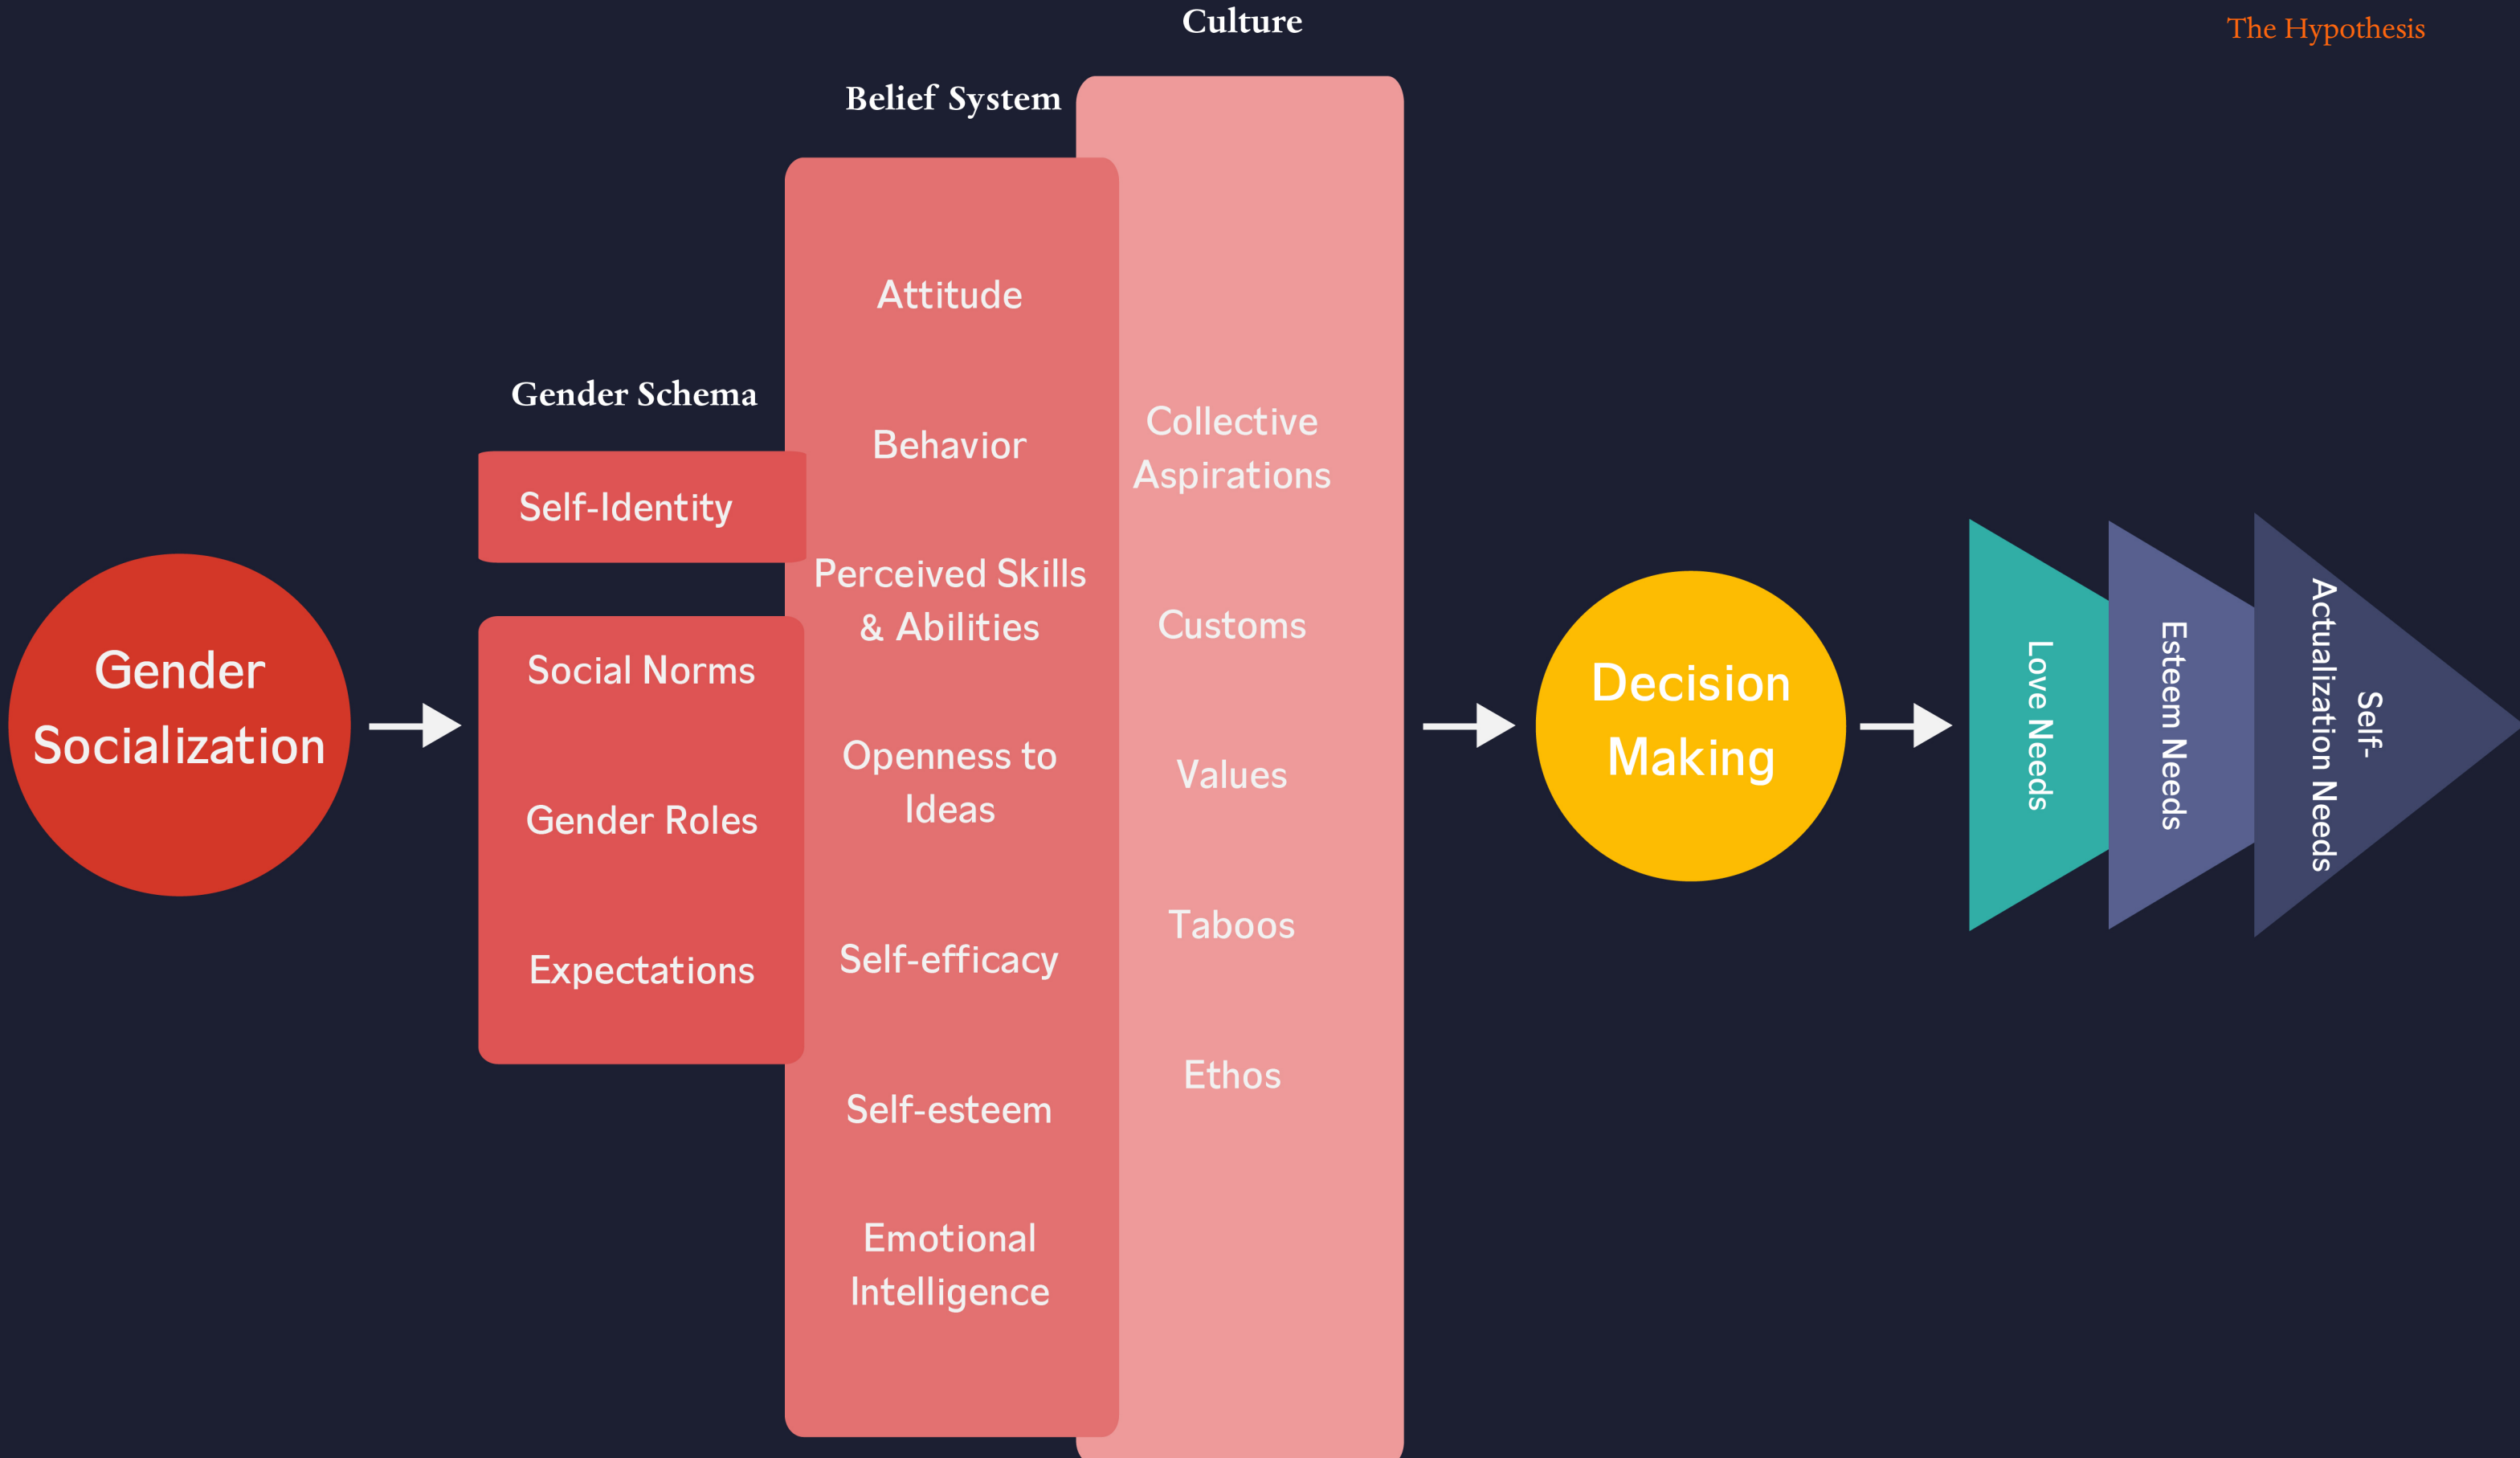 Culture
The Hypothesis
Belief System
Attitude
Behavior
Perceived Skills
& Abilities
Openness to
Ideas
Self-efficacy
Self-esteem
Emotional
Intelligence
Gender Schema
Self-Identity
Social Norms
Gender Roles
Expectations
Gender
Socialization
Collective
Aspirations
Customs
Values
Taboos
Ethos
Decision
Making
Love Needs
Esteem Needs
Self-
Actualization Needs